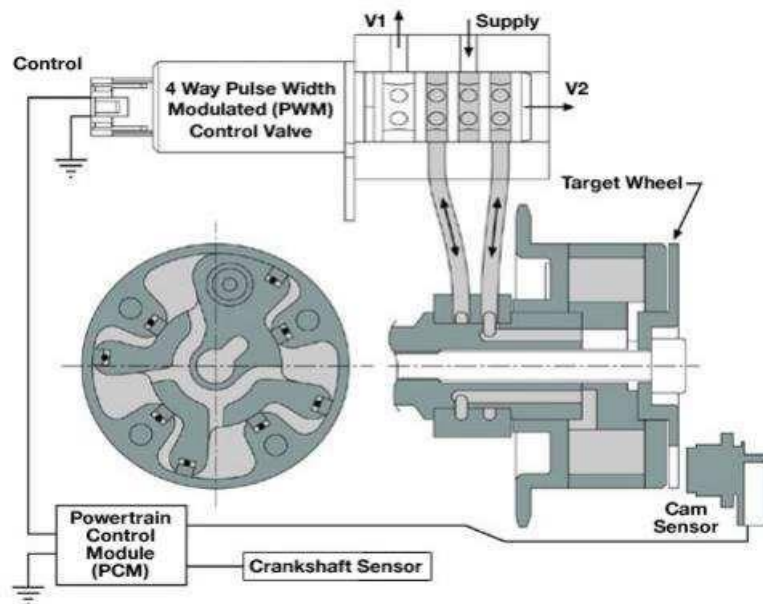 V1
Supply
Control
4 Way Pulse Width
Modulated (PWM)
Control Valve
V2
Target Wheel
Cam
Sensor
Powertrain
Control
Module
(PCM)
Crankshaft Sensor